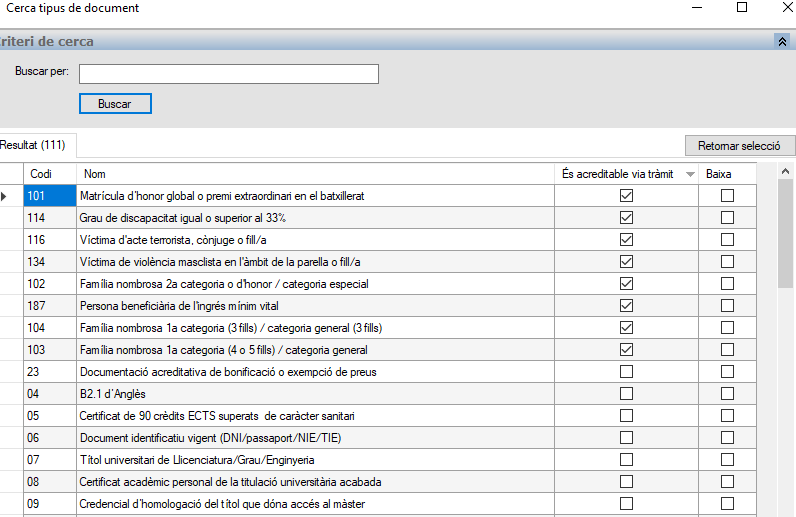 Cerca tipus de document
riteri de cerca
Buscar per:
Buscar
Resultat (111)
Retornar selecció
Codi Nom És acreditable via tràmit Baixa
101 Matrícula d'honor global o premi extraordinari en el batxillerat
114 Grau de discapacitat igual o superior al 33%
116 Víctima d'acte terrorista, cònjuge o fill/a
134 Víctima de violència masclista en l'àmbit de la parella o fill/a
102 Família nombrosa 2a categoria o d'honor / categoria especial
187 Persona beneficiària de l'ingrés mínim vital
104 Família nombrosa 1a categoria (3 fills) / categoria general (3 fills)
103 Família nombrosa 1a categoria (4 o 5 fills) / categoria general
23 Documentació acreditativa de bonificació o exempció de preus
04 B2.1 d'Anglès
05 Certificat de 90 crèdits ECTS superats de caràcter sanitari
06 Document identificatiu vigent (DNI/passaport/NIE/TIE)
07 Títol universitari de Llicenciatura/Grau/Enginyeria
08 Certificat acadèmic personal de la titulació universitària acabada
09 Credencial d'homologació del títol que dóna accés al màster